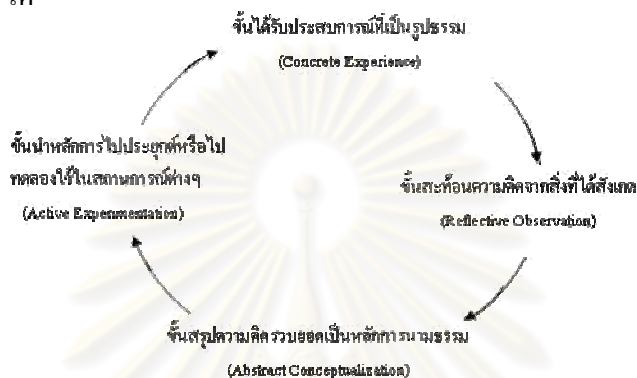 ขั้นได้รับประสบการณ์ที่เป็นรูปธรรม
(Concrete Experience)
ขั้นนำหลักการไปประยุกต์หรือไป
ทดลองใช้ในสถานการณ์ต่างๆ
(Active Experimentation)
ขั้นสะท้อนความคิดจากสิ่งที่ได้สังเกต
(Reflective Observation)
ขั้นสรุปความคิดรวบยอดเป็นหลักการนามธรรม
(Abstract Conceptualization)